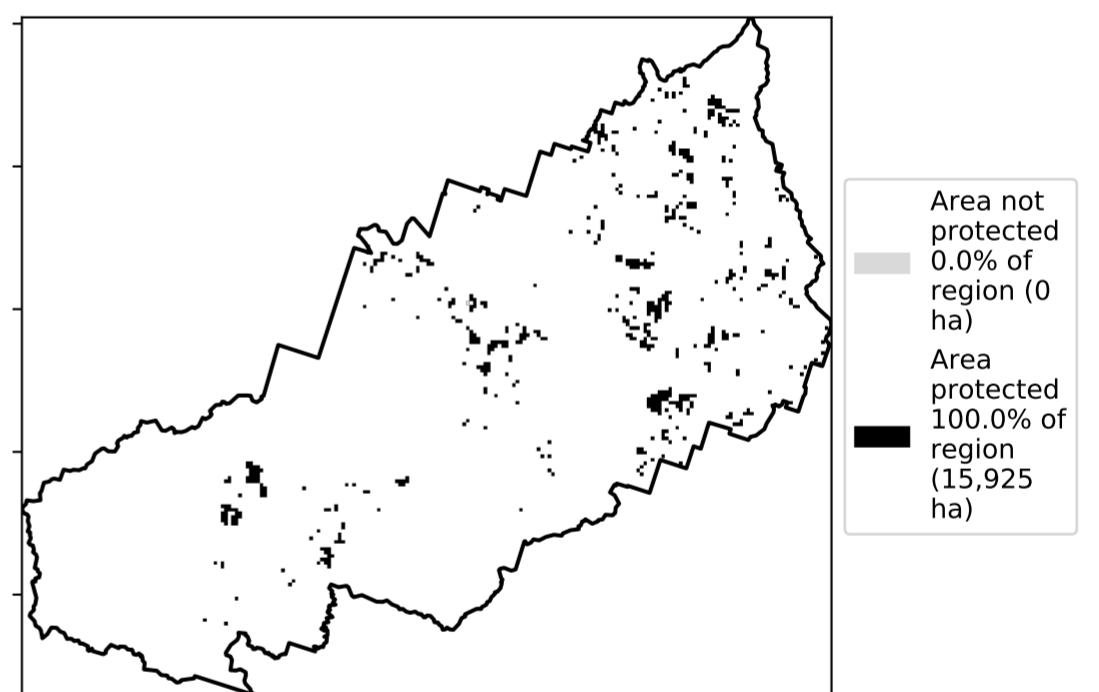 Area not
protected
0.0% of
region (0
ha)
Area
protected
100.0% of
region
(15,925
ha)